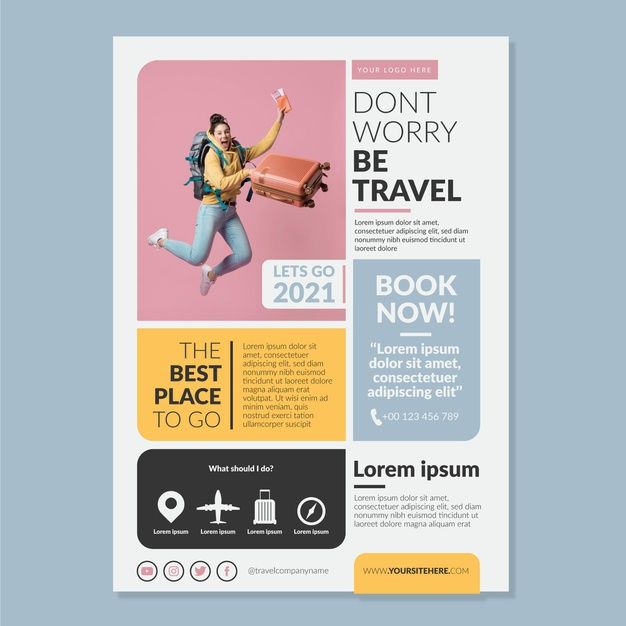 YOUR LOGO HERE
DONT
WORRY
BE
TRAVEL
Lorem ipsum dolor sit amet,
consectetuer adipiscing elit, sed
diam nonummy nibh euismod
tincidunt ut laoreet
dolore
LETS GO
2021
BOOK
NOW!
“Lorem ipsum
dolor sit amet,
consectetuer
adipiscing elit”
+00 123 456 789
THE
BEST
PLACE
TO GO
Lorem ipsum dolor sit
amet, consectetuer
adipiscing elit, sed diam
nonummy nibh euismod
tincidunt ut laoreet dolore
magna aliquam erat
volutpat. Ut wisi enim ad
minim veniam, quis
nostrud exerci tation
ullamcorper suscipit
What should I do?
Lorem ipsum
Lorem ipsum
Lorem ipsum
Lorem ipsum
Lorem ipsum
Lorem ipsum dolor sit amet,
consectetuer adipiscing elit, sed
diam nonummy nibh euismod
tincidunt ut laoreet dolore magna
@travelcompanyname
WWW.YOURSITEHERE.COM